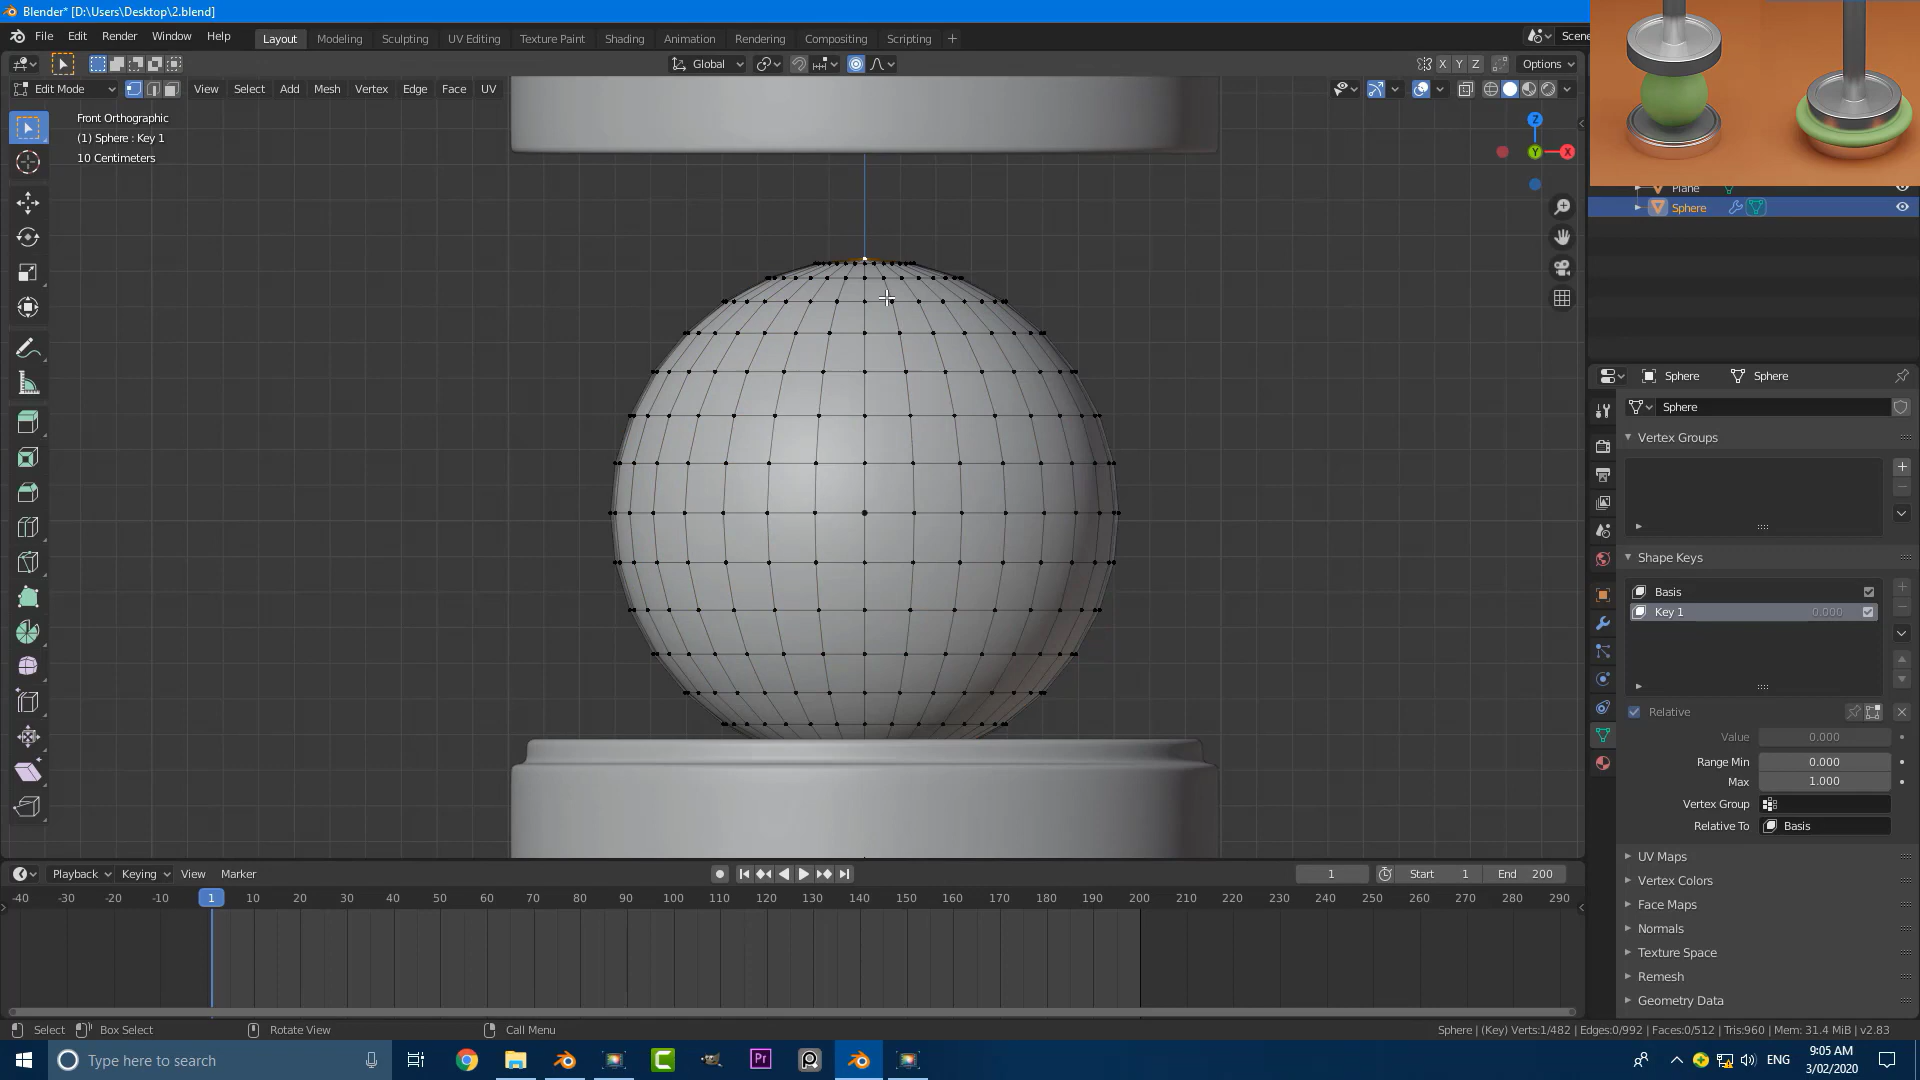 Blender* [D:\Users\Desktop\2.blend]
File Edit Render Window Help
Layout Modeling Sculpting UV Editing Texture Paint Shading Animation Rendering Compositing Scripting +
Scene
Global
X Y Z Options
Edit Mode View Select Add Mesh Vertex Edge Face UV
Front Orthographic
(1) Sphere : Key 1
10 Centimeters
Z
Y
X
Plane
Sphere
Sphere Sphere
Sphere
Vertex Groups
Shape Keys
Basis
Key 1 0.000
Relative
Value 0.000
Range Min 0.000
Max 1.000
Vertex Group
Relative To Basis
UV Maps
Vertex Colors
Face Maps
Normals
Texture Space
Remesh
Geometry Data
Playback Keying View Marker
1 Start 1 End 200
-40 -30 -20 -10 1 10 20 30 40 50 60 70 80 90 100 110 120 130 140 150 160 170 180 190 200 210 220 230 240 250 260 270 280 290
Select Box Select Rotate View Call Menu
Sphere | (Key) Verts:1/482 | Edges:0/992 | Faces:0/512 | Tris:960 | Mem: 31.4 MiB | v2.83
Type here to search
Pr
ENG
9:05 AM
3/02/2020